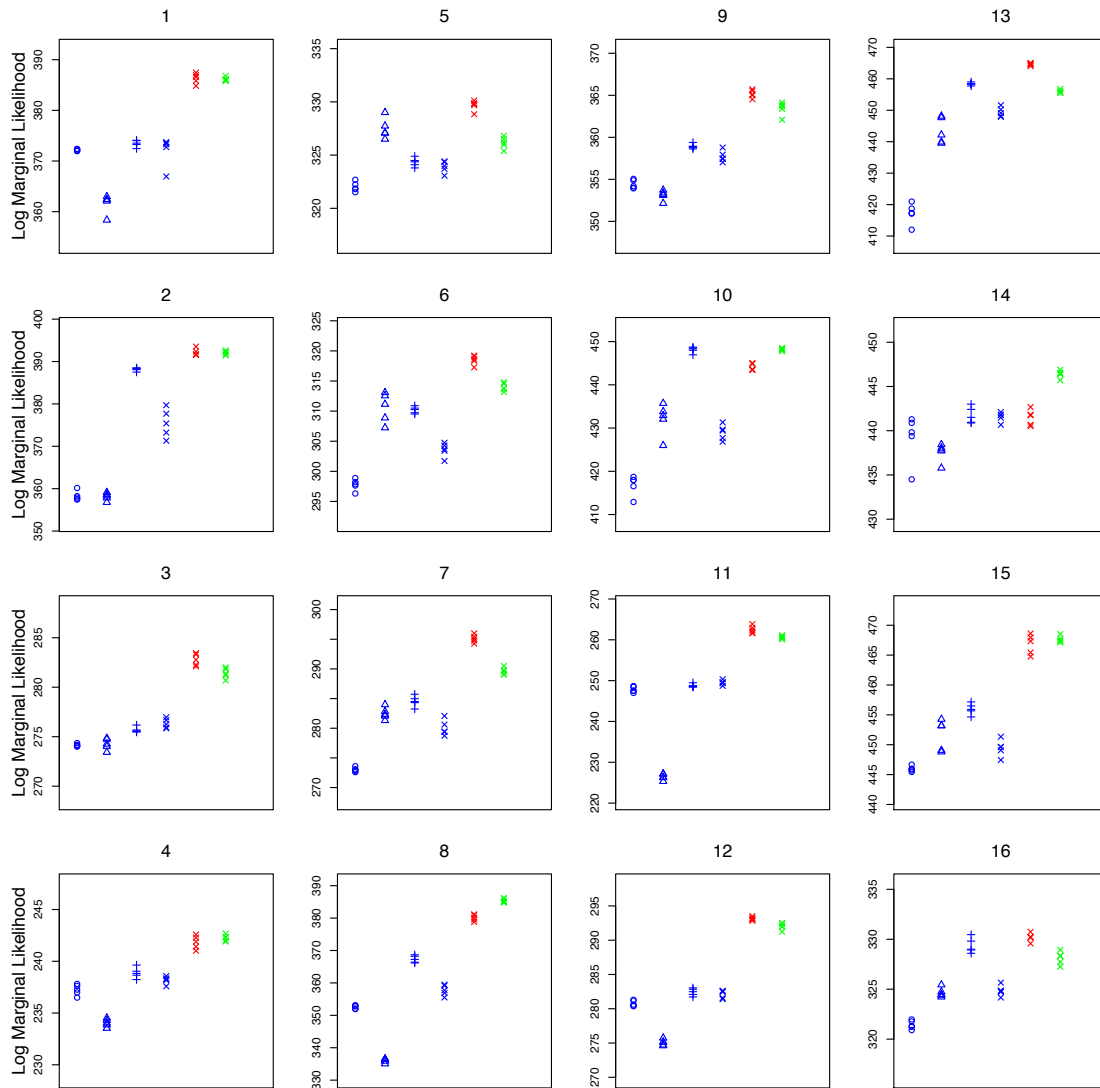 1
5
9
13
Log Marginal Likelihood
360 370 380 390
320 325 330 335
350 355 360 365 370
410 420 430 440 450 460 470
2
6
10
14
Log Marginal Likelihood
350 360 370 380 390 400
295 300 305 310 315 320 325
410 420 430 440 450
430 435 440 445 450
3
7
11
15
Log Marginal Likelihood
270 275 280 285
270 280 290 300
220 230 240 250 260 270
440 445 450 455 460 465 470
4
8
12
16
Log Marginal Likelihood
230 235 240 245
330 340 350 360 370 380 390
270 275 280 285 290 295
320 325 330 335